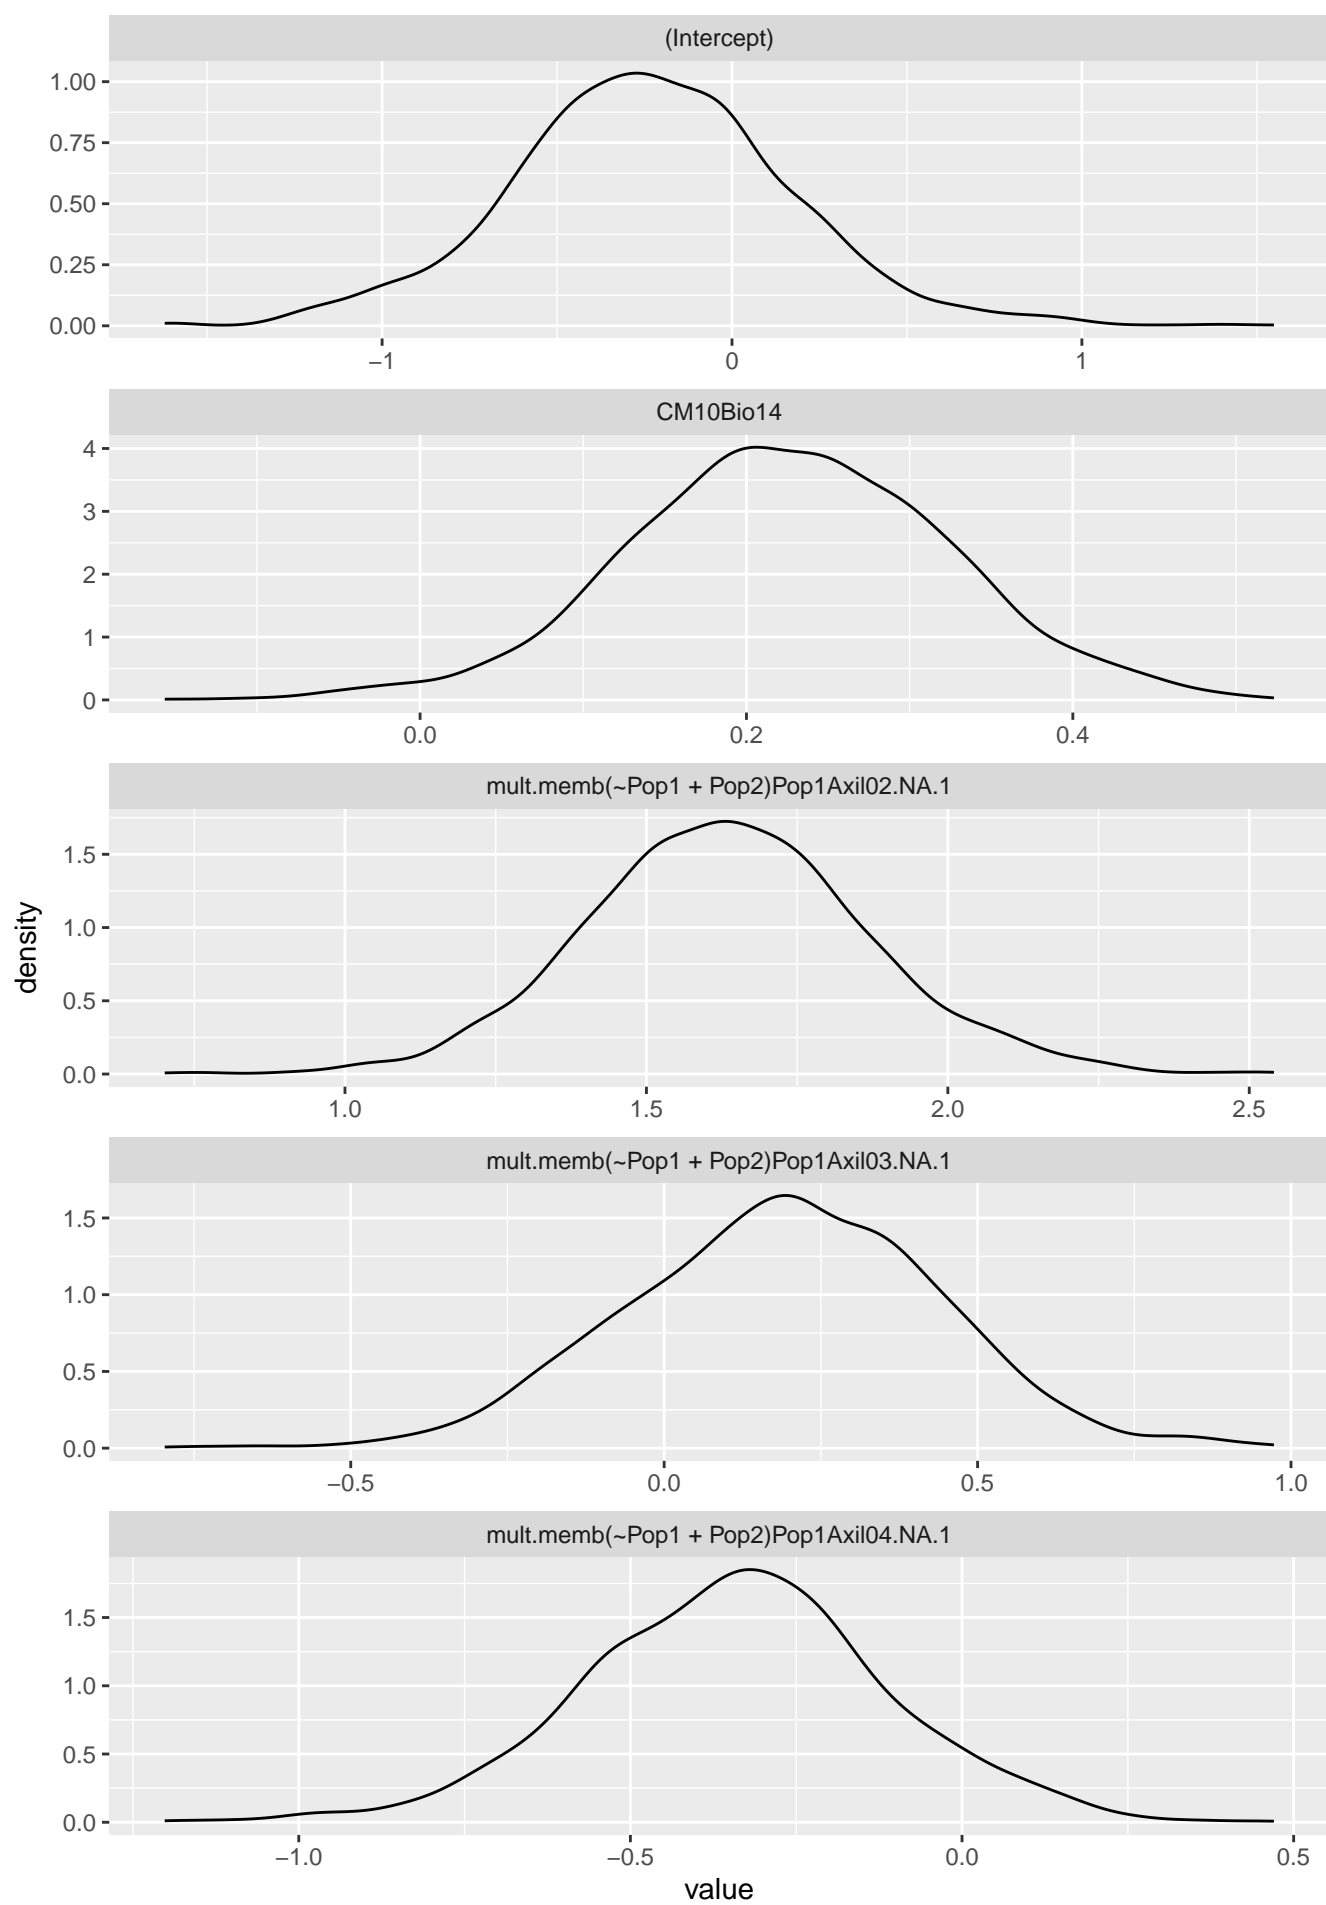 (Intercept)
1.00
0.75
0.50
0.25
0.00
−1 0 1
CM10Bio14
4
3
2
1
0
0.0 0.2 0.4
mult.memb(~Pop1 + Pop2)Pop1Axil02.NA.1
1.5
1.0
0.5
0.0
1.0 1.5 2.0 2.5
density
mult.memb(~Pop1 + Pop2)Pop1Axil03.NA.1
1.5
1.0
0.5
0.0
−0.5 0.0 0.5 1.0
mult.memb(~Pop1 + Pop2)Pop1Axil04.NA.1
1.5
1.0
0.5
0.0
−1.0 −0.5 0.0 0.5
value